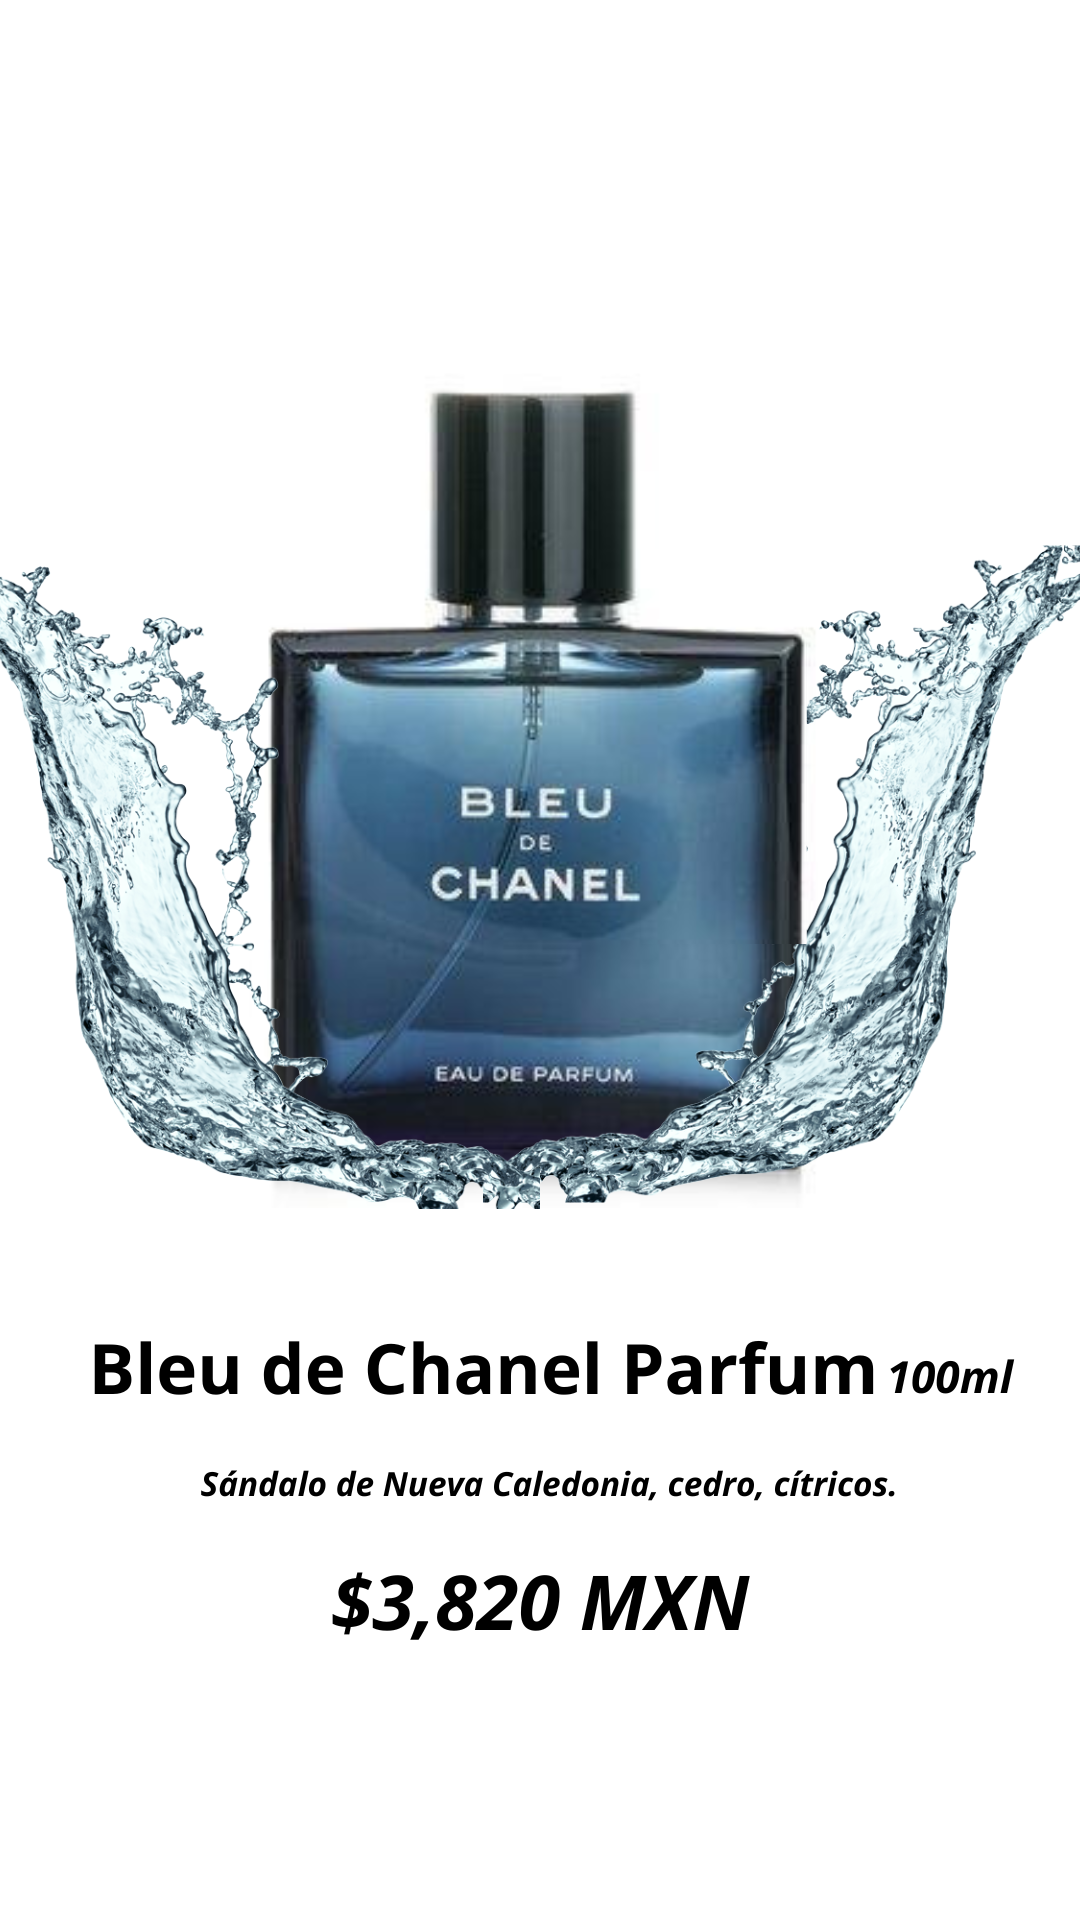 BLEU
DE
CHANEL
EAU DE PARFUM
Bleu de Chanel Parfum 100ml
Sándalo de Nueva Caledonia, cedro, cítricos.
$3,820 MXN